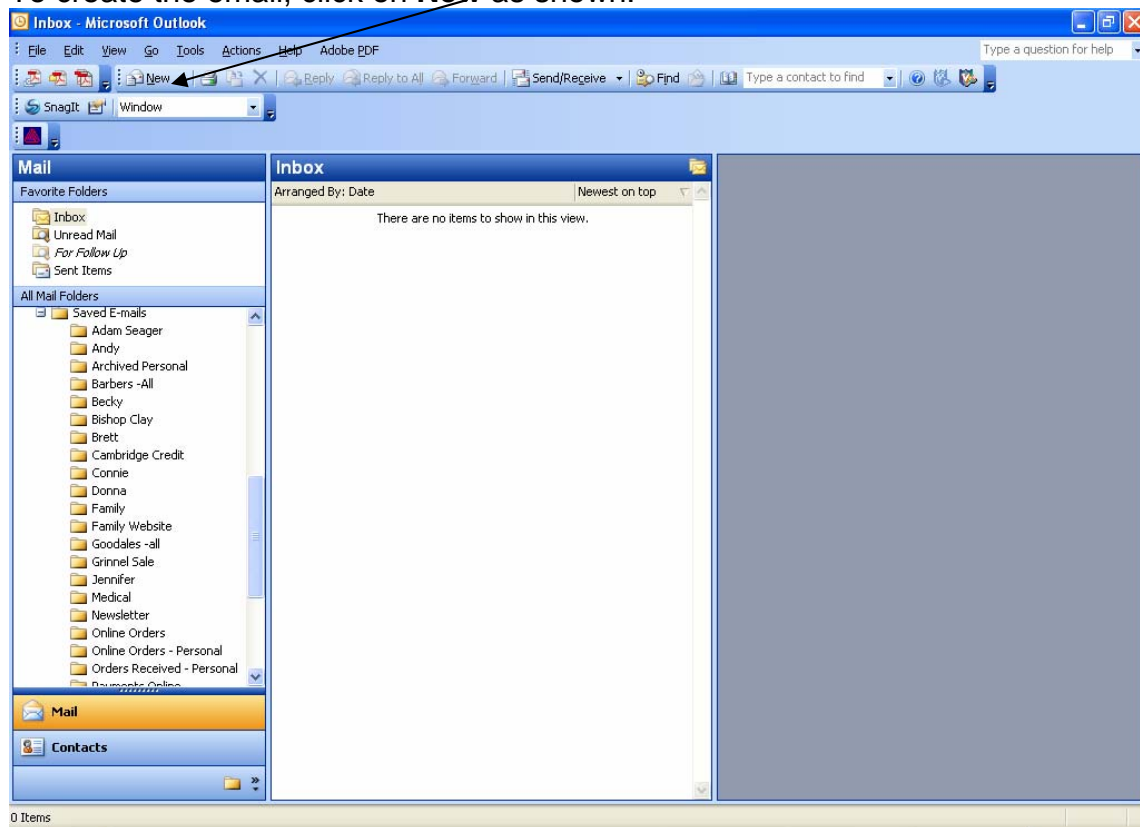 To create the email, click on New as shown.
Inbox - Microsoft Outlook
File Edit View Go Tools Actions Help Adobe PDF Type a question for help
New Reply Reply to All Forward Send/Receive Find Type a contact to find
SnagIt Window
Mail
Favorite Folders
Inbox
Unread Mail
For Follow Up
Sent Items
All Mail Folders
Saved E-mails
Adam Seager
Andy
Archived Personal
Barbers -All
Becky
Bishop Clay
Brett
Cambridge Credit
Connie
Donna
Family
Family Website
Goodales -all
Grinnel Sale
Jennifer
Medical
Newsletter
Online Orders
Online Orders - Personal
Orders Received - Personal
Payments Online
Mail
Contacts
Inbox
Arranged By: Date Newest on top
There are no items to show in this view.
0 Items